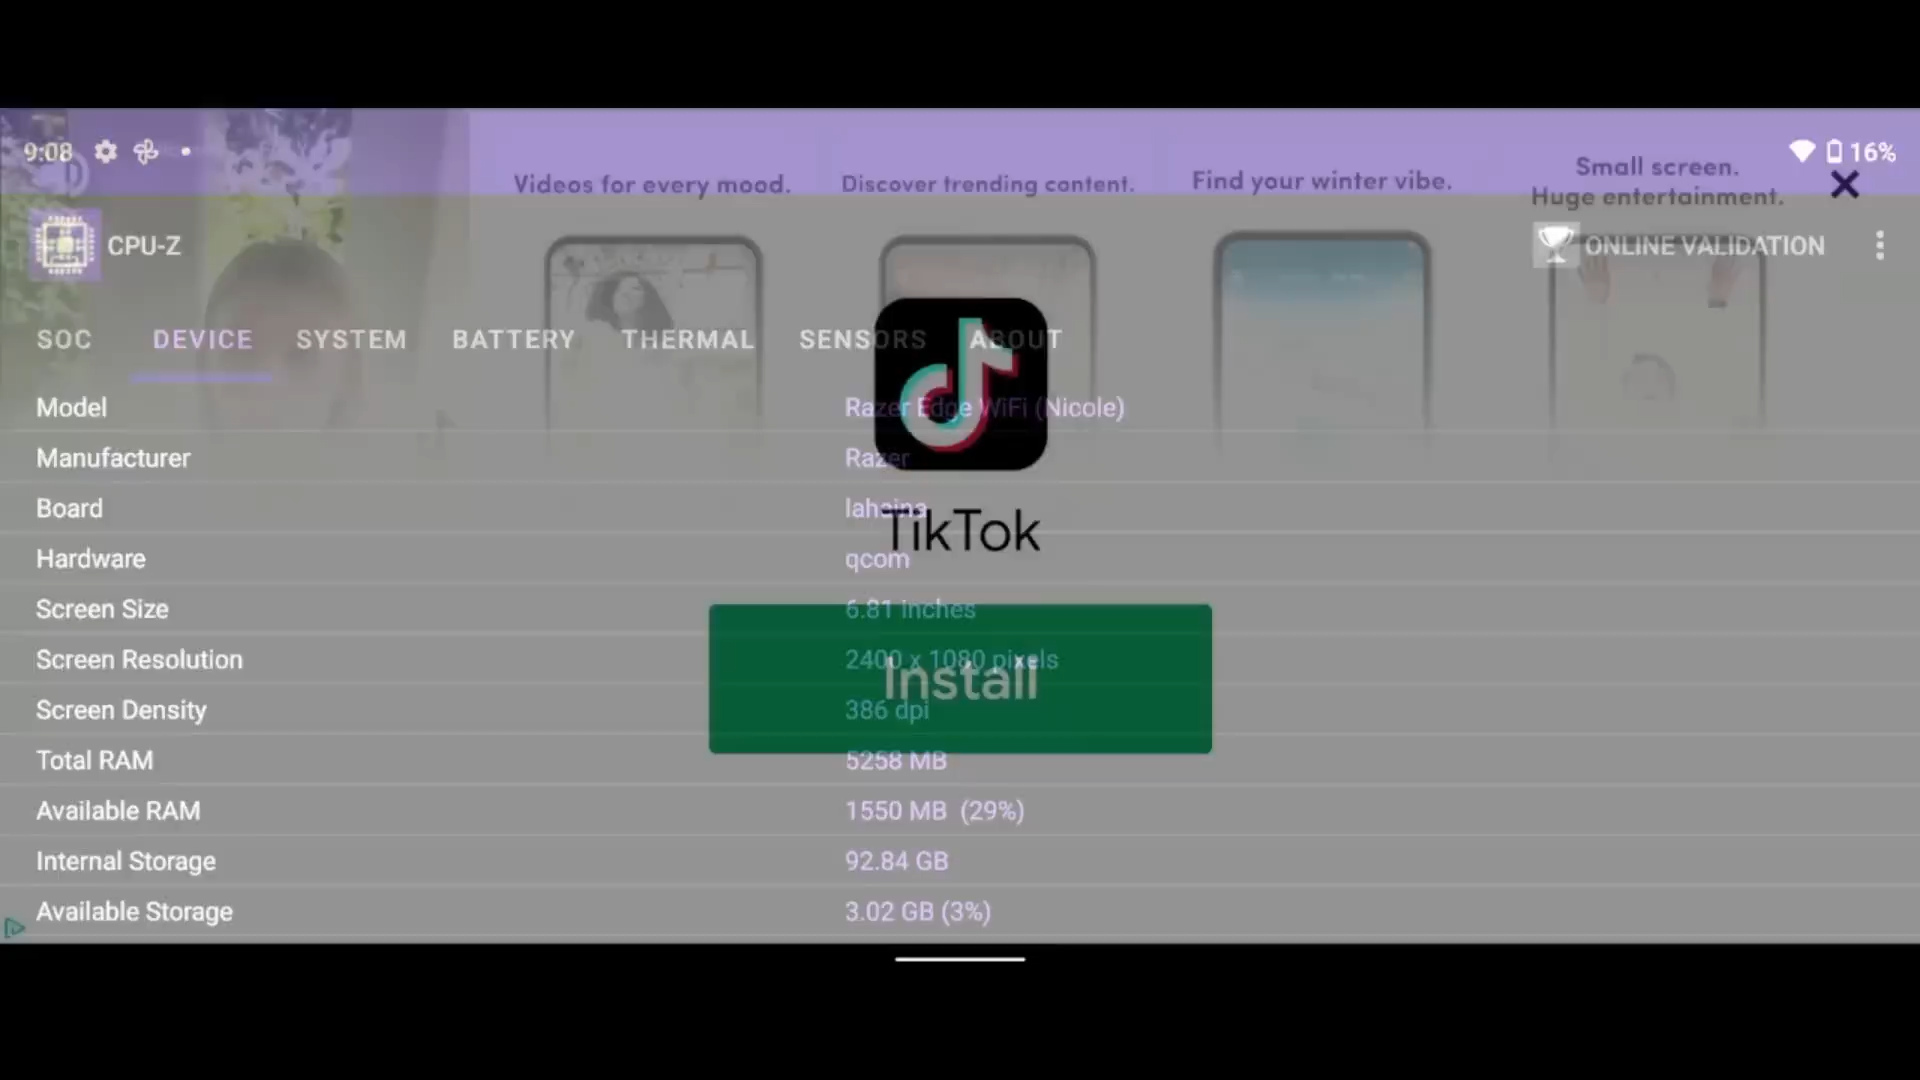 9:08
16%
Videos for every mood.
Discover trending content.
Find your winter vibe.
Small screen.
Huge entertainment.
CPU-Z
ONLINE VALIDATION
SOC DEVICE SYSTEM BATTERY THERMAL SENSORS ABOUT
Model Razer Edge WiFi (Nicole)
Manufacturer Razer
Board lahaina
TikTok
Hardware qcom
Screen Size 6.81 inches
Screen Resolution 2400 x 1080 pixels
Install
Screen Density 386 dpi
Total RAM 5258 MB
Available RAM 1550 MB (29%)
Internal Storage 92.84 GB
Available Storage 3.02 GB (3%)